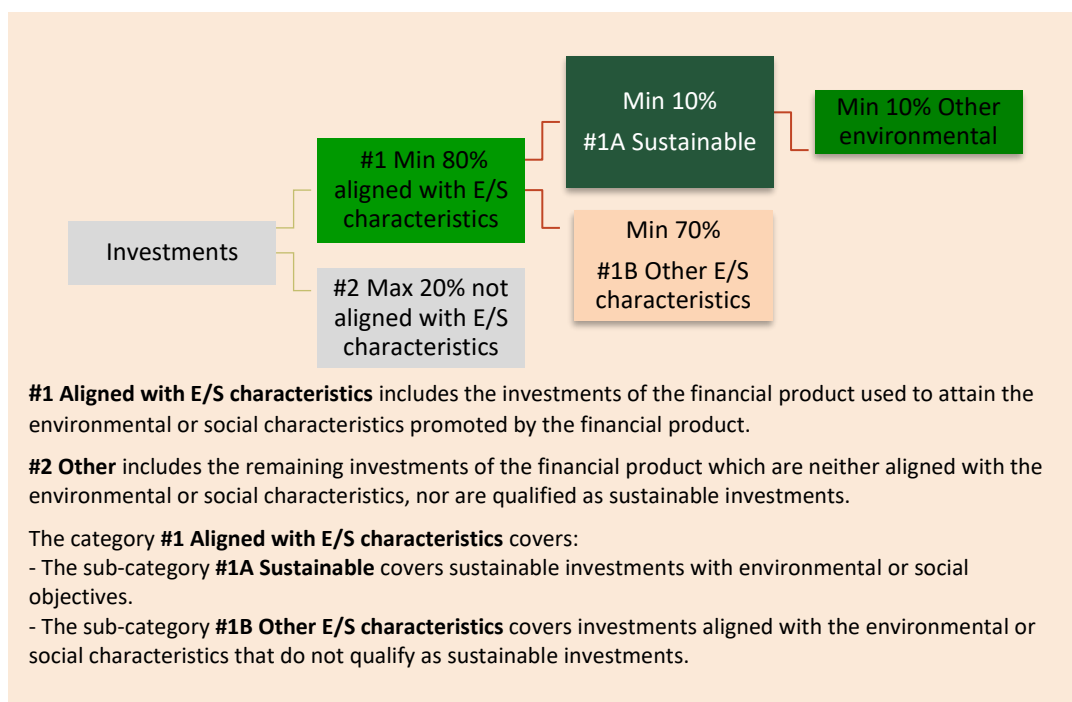 Investments
#1 Min 80%
aligned with E/S
characteristics
#2 Max 20% not
aligned with E/S
characteristics
Min 10%
#1A Sustainable
Min 70%
#1B Other E/S
characteristics
Min 10% Other
environmental
#1 Aligned with E/S characteristics includes the investments of the financial product used to attain the
environmental or social characteristics promoted by the financial product.
#2 Other includes the remaining investments of the financial product which are neither aligned with the
environmental or social characteristics, nor are qualified as sustainable investments.
The category #1 Aligned with E/S characteristics covers:
- The sub-category #1A Sustainable covers sustainable investments with environmental or social
objectives.
- The sub-category #1B Other E/S characteristics covers investments aligned with the environmental or
social characteristics that do not qualify as sustainable investments.